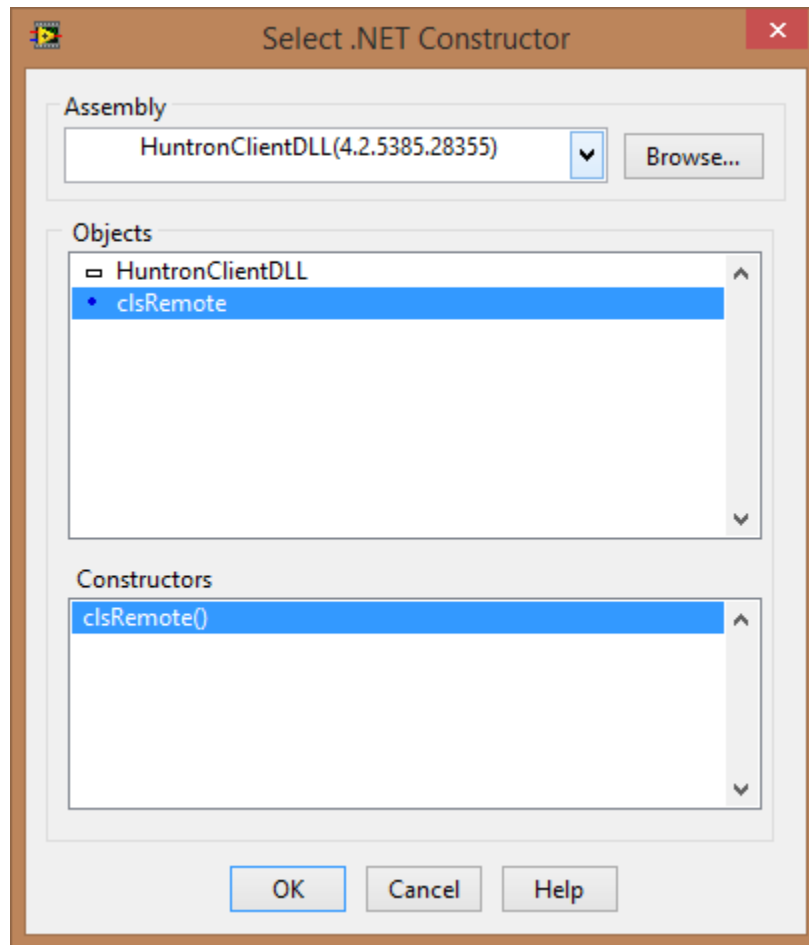 Select .NET Constructor
Assembly
HuntronClientDLL(4.2.5385.28355)
Browse...
Objects
HuntronClientDLL
clsRemote
Constructors
clsRemote()
OK Cancel Help